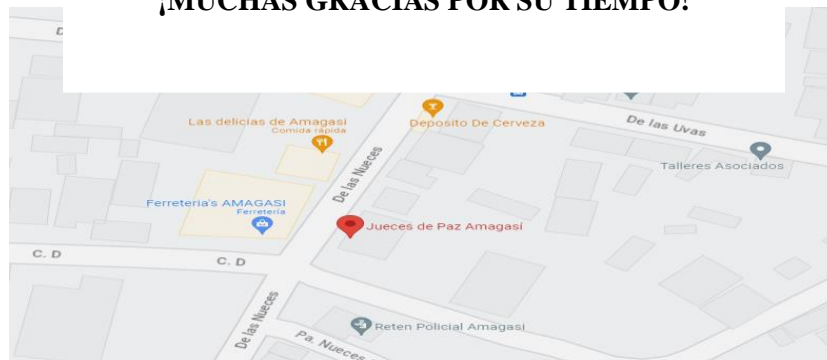 ¡MUCHAS GRACIAS POR SU TIEMPO!
Las delicias de Amagasi
Comida rápida
Deposito De Cerveza
De las Uvas
Talleres Asociados
De las Nueces
Ferreteria's AMAGASI
Ferretería
Jueces de Paz Amagasí
C. D
C. D
De las Nueces
Reten Policial Amagasi
Pa. Nueces